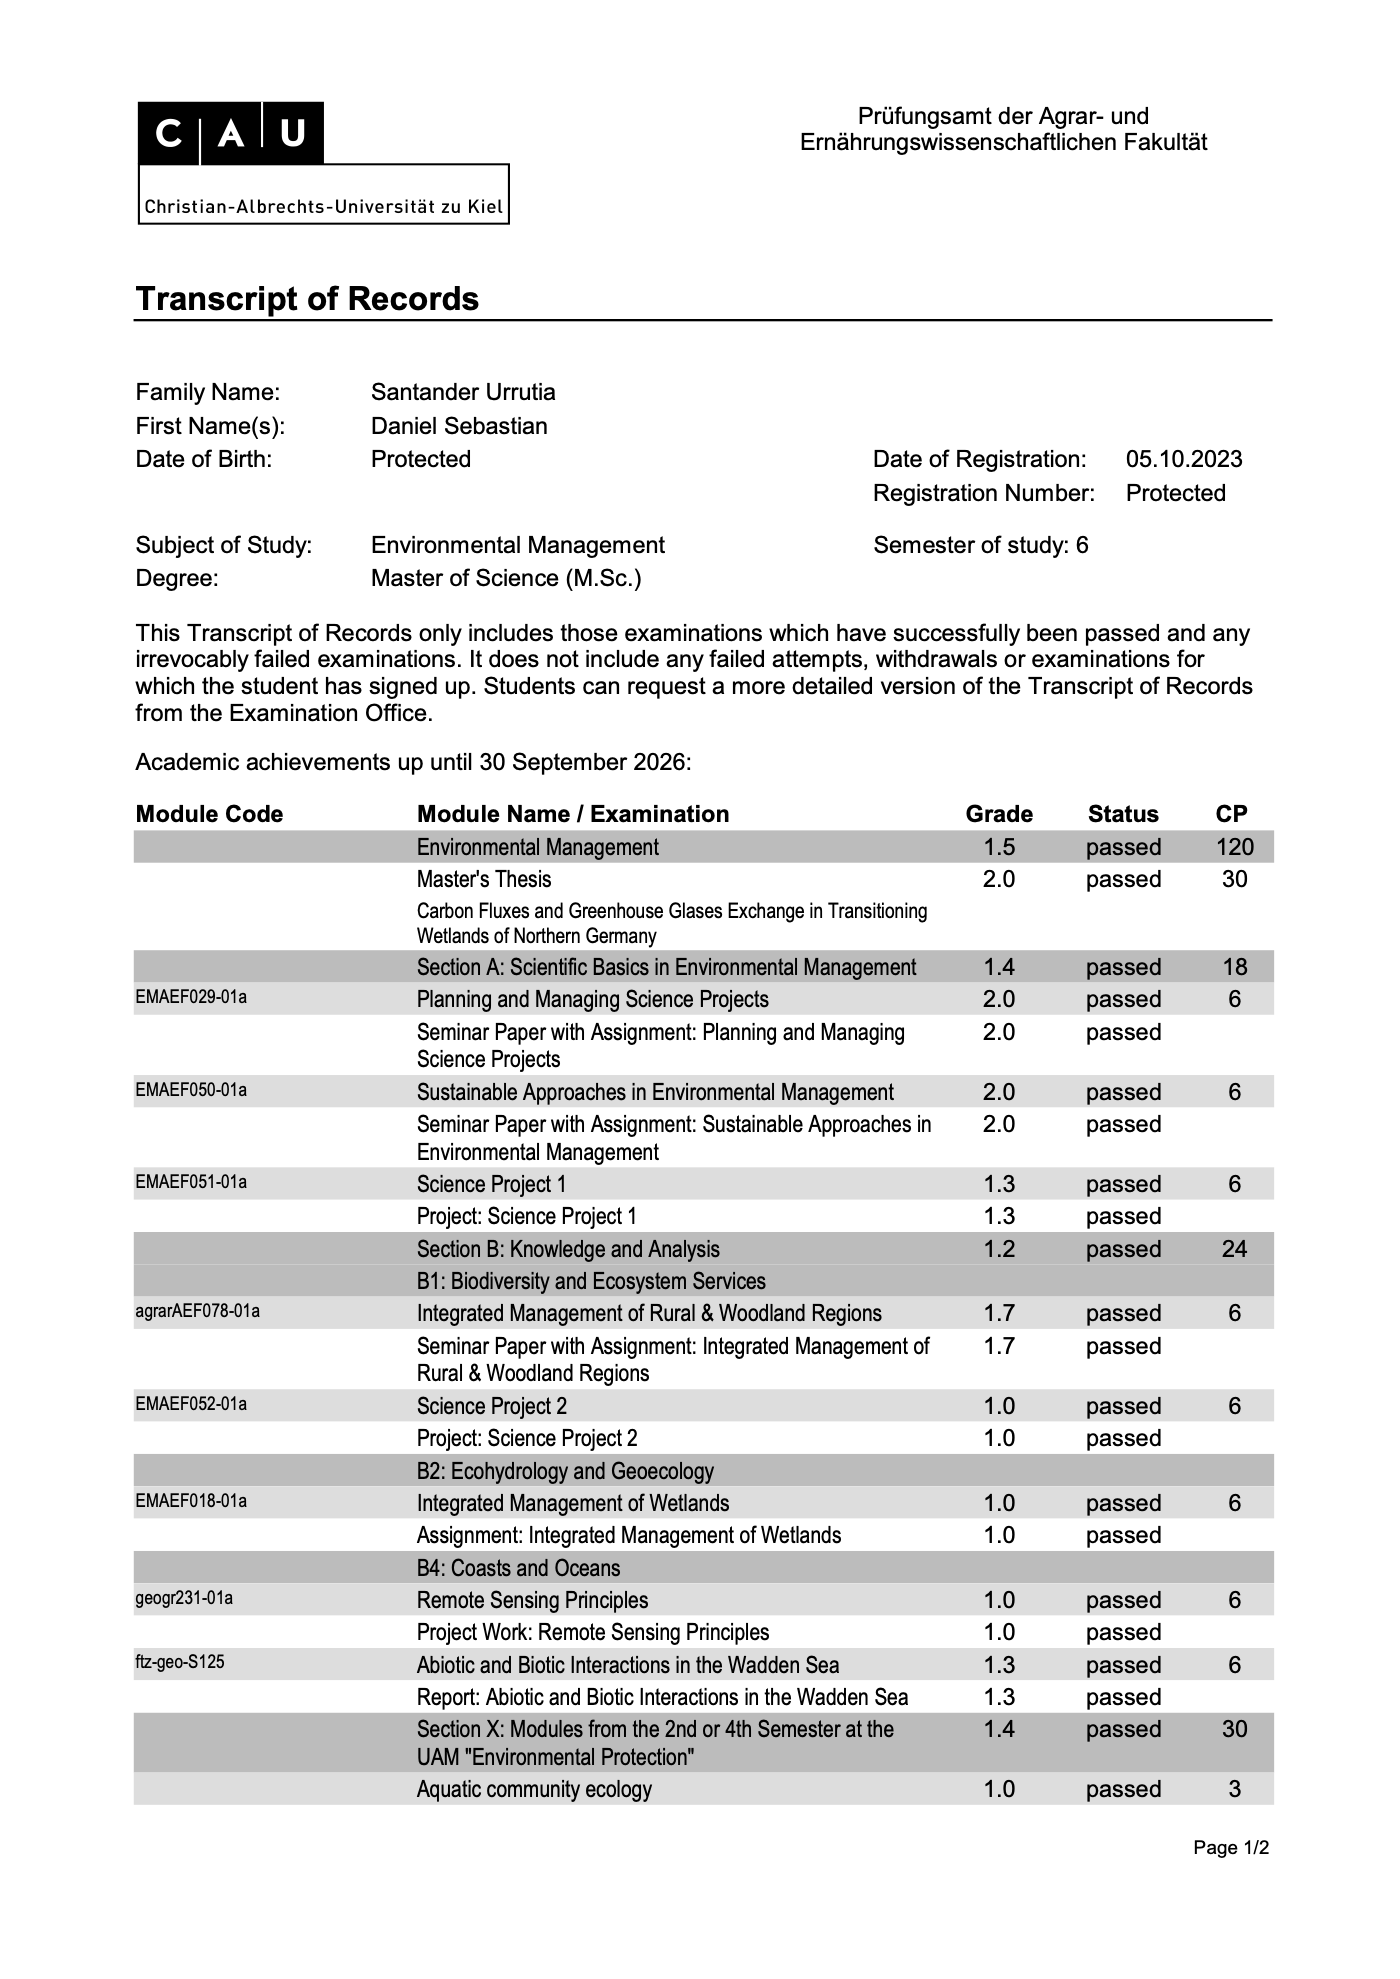 CAU
Christian-Albrechts-Universität zu Kiel
Prüfungsamt der Agrar- und
Ernährungswissenschaftlichen Fakultät
Transcript of Records
Family Name: Santander Urrutia
First Name(s): Daniel Sebastian
Date of Birth: Protected Date of Registration: 05.10.2023
Registration Number: Protected
Subject of Study: Environmental Management Semester of study: 6
Degree: Master of Science (M.Sc.)
This Transcript of Records only includes those examinations which have successfully been passed and any
irrevocably failed examinations. It does not include any failed attempts, withdrawals or examinations for
which the student has signed up. Students can request a more detailed version of the Transcript of Records
from the Examination Office.
Academic achievements up until 30 September 2026:
Module Code Module Name / Examination Grade Status CP
Environmental Management 1.5 passed 120
Master's Thesis 2.0 passed 30
Carbon Fluxes and Greenhouse Glases Exchange in Transitioning
Wetlands of Northern Germany
Section A: Scientific Basics in Environmental Management 1.4 passed 18
EMAEF029-01a Planning and Managing Science Projects 2.0 passed 6
Seminar Paper with Assignment: Planning and Managing 2.0 passed
Science Projects
EMAEF050-01a Sustainable Approaches in Environmental Management 2.0 passed 6
Seminar Paper with Assignment: Sustainable Approaches in 2.0 passed
Environmental Management
EMAEF051-01a Science Project 1 1.3 passed 6
Project: Science Project 1 1.3 passed
Section B: Knowledge and Analysis 1.2 passed 24
B1: Biodiversity and Ecosystem Services
agrarAEF078-01a Integrated Management of Rural & Woodland Regions 1.7 passed 6
Seminar Paper with Assignment: Integrated Management of 1.7 passed
Rural & Woodland Regions
EMAEF052-01a Science Project 2 1.0 passed 6
Project: Science Project 2 1.0 passed
B2: Ecohydrology and Geoecology
EMAEF018-01a Integrated Management of Wetlands 1.0 passed 6
Assignment: Integrated Management of Wetlands 1.0 passed
B4: Coasts and Oceans
geogr231-01a Remote Sensing Principles 1.0 passed 6
Project Work: Remote Sensing Principles 1.0 passed
ftz-geo-S125 Abiotic and Biotic Interactions in the Wadden Sea 1.3 passed 6
Report: Abiotic and Biotic Interactions in the Wadden Sea 1.3 passed
Section X: Modules from the 2nd or 4th Semester at the 1.4 passed 30
UAM "Environmental Protection"
Aquatic community ecology 1.0 passed 3
Page 1/2